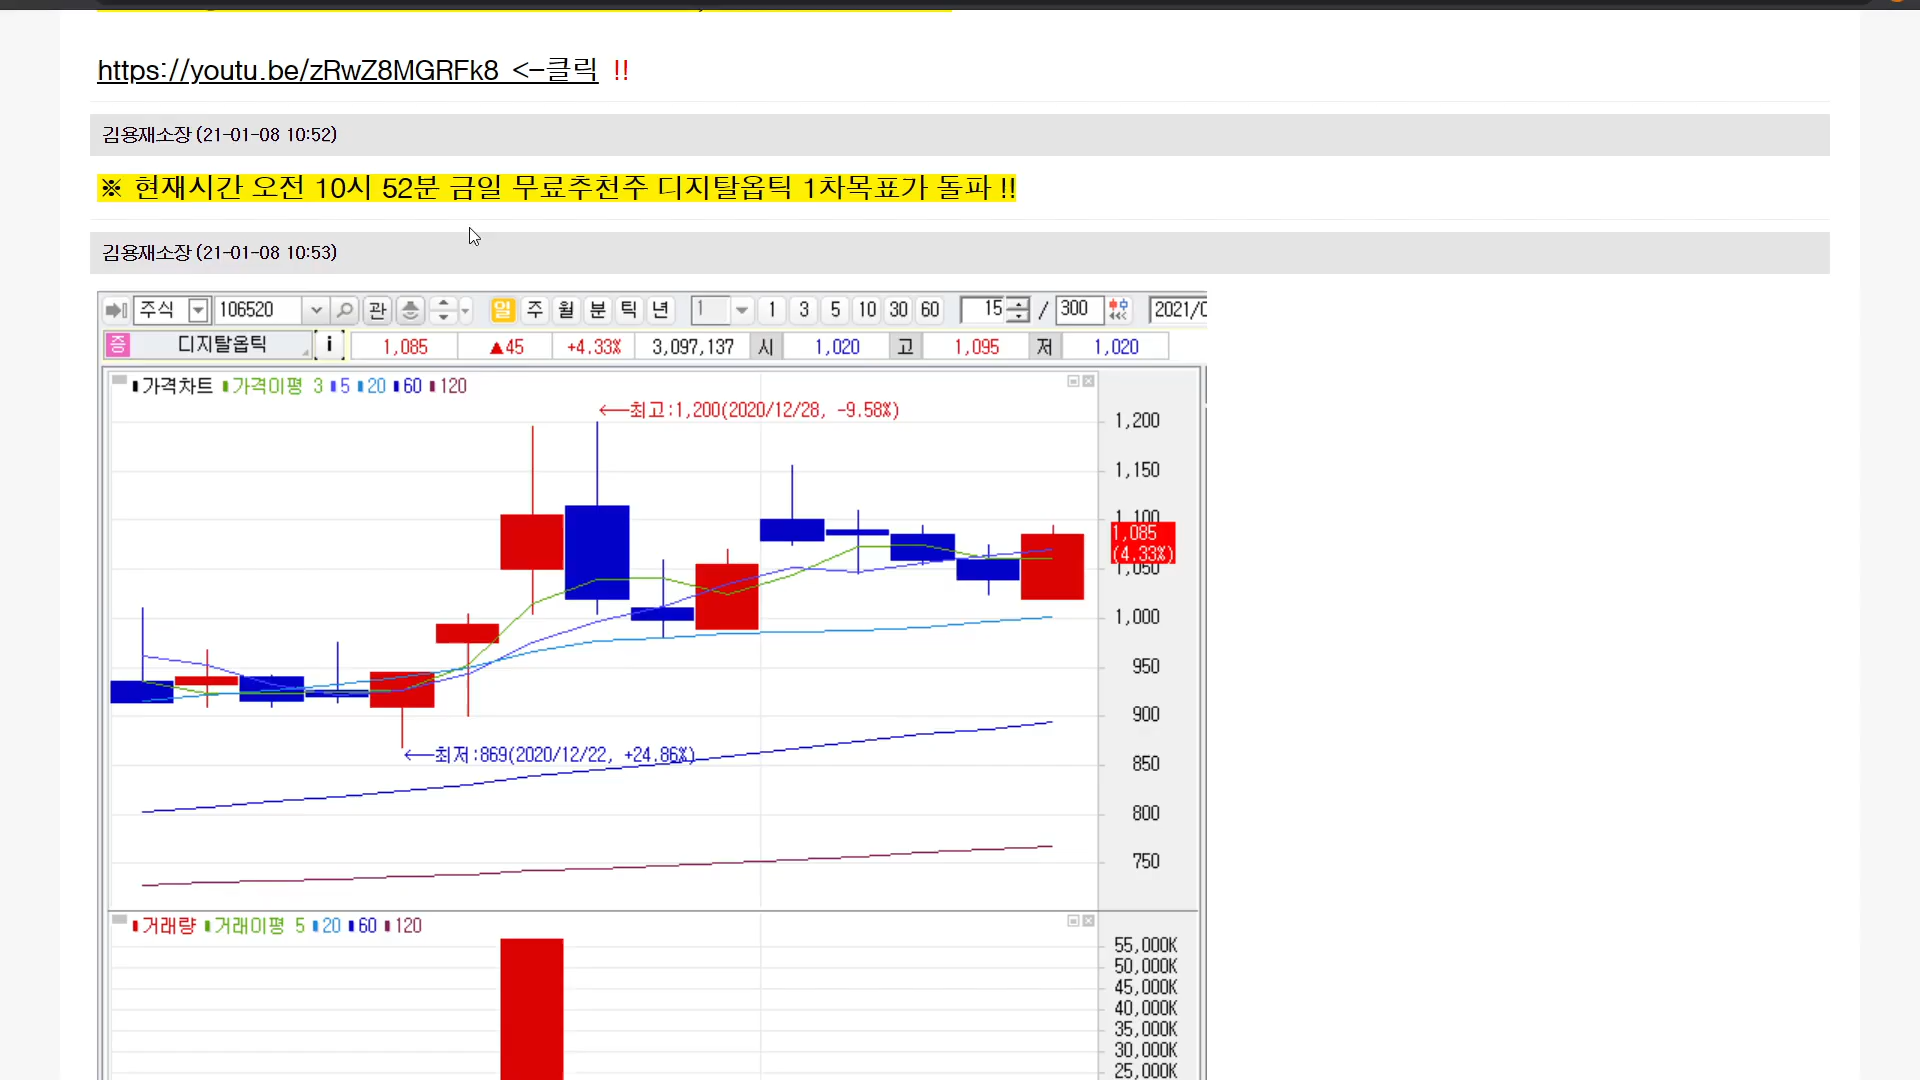 https://youtu.be/zRwZ8MGRFk8 <-클릭 !!
김용재소장 (21-01-08 10:52)
※ 현재시간 오전 10시 52분 금일 무료추천주 디지탈옵틱 1차목표가 돌파 !!
김용재소장 (21-01-08 10:53)
주식 106520 관 일 주 월 분 틱 년 1 1 3 5 10 30 60 15 / 300 2021/0
증 디지탈옵틱 i 1,085 ▲45 +4.33% 3,097,137 시 1,020 고 1,095 저 1,020
가격차트 가격이평 3 5 20 60 120
←최고:1,200(2020/12/28, -9.58%)
1,200
1,150
1,100
1,085
(4.33%)
1,050
1,000
950
900
←최저:869(2020/12/22, +24.86%)
850
800
750
거래량 거래이평 5 20 60 120
55,000K
50,000K
45,000K
40,000K
35,000K
30,000K
25,000K